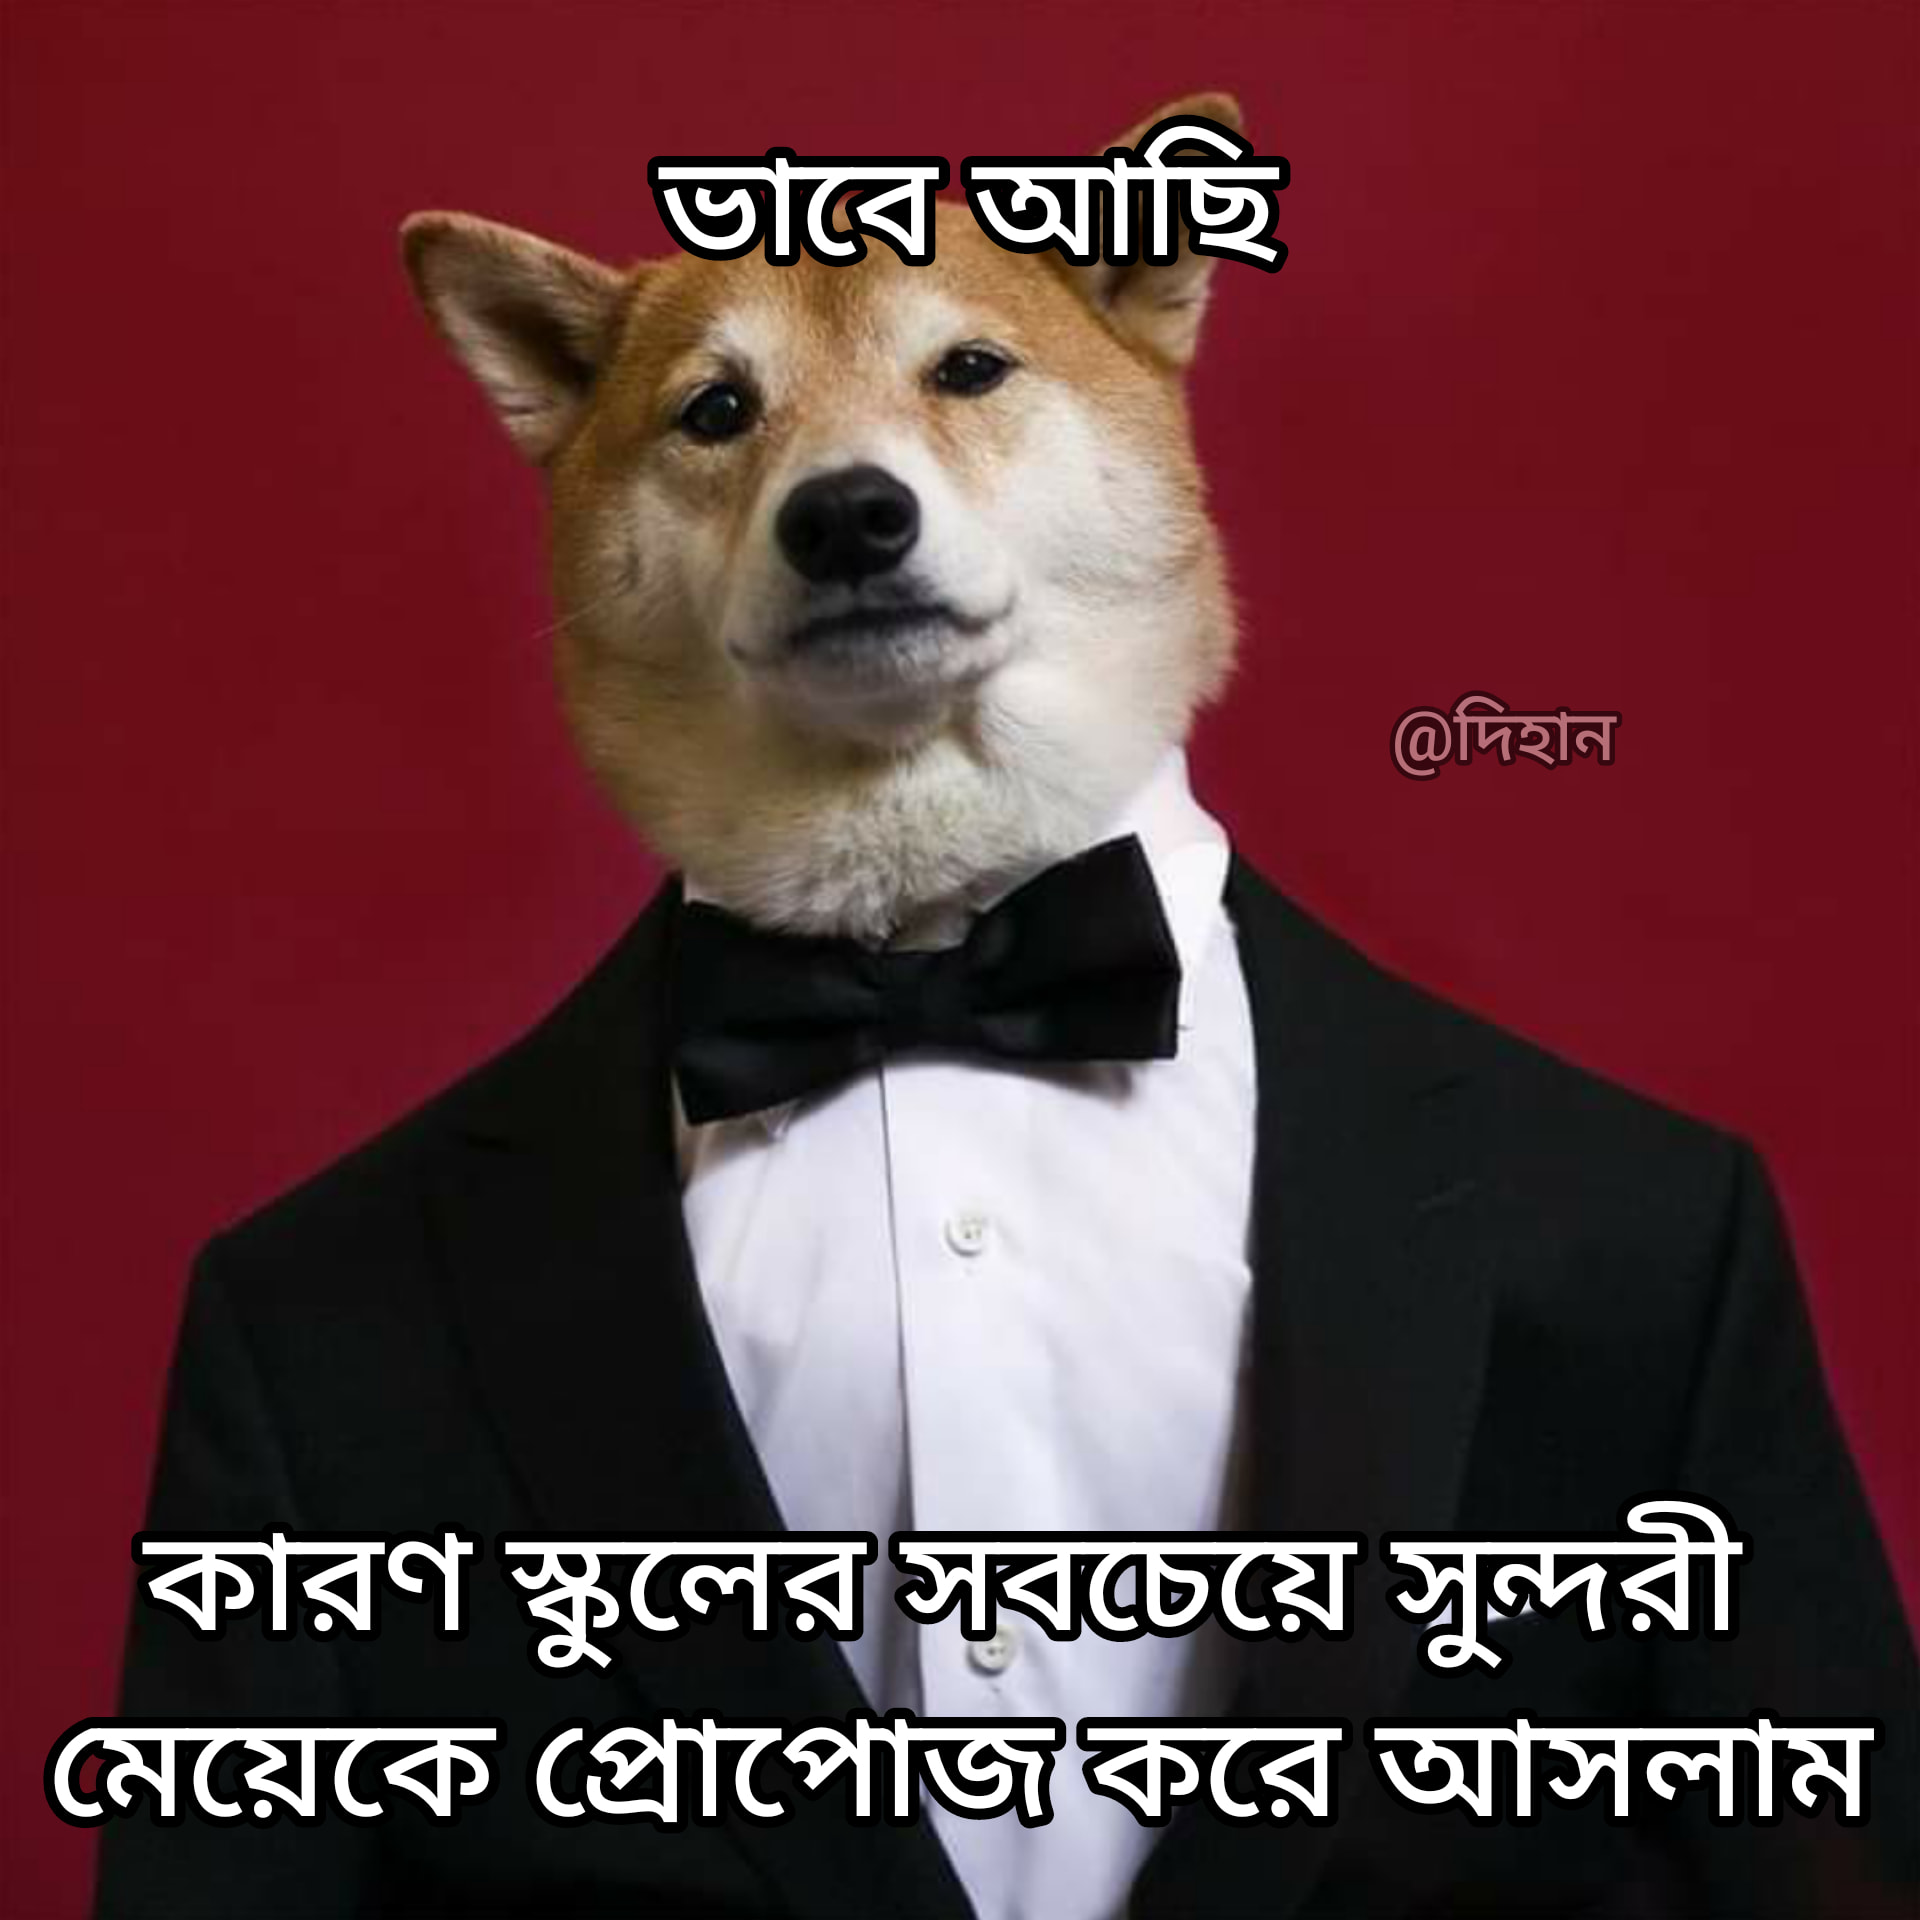 ভাবে আছি
@দিহান
কারণ স্কুলের সবচেয়ে সুন্দরী
মেয়েকে প্রোপোজ করে আসলাম